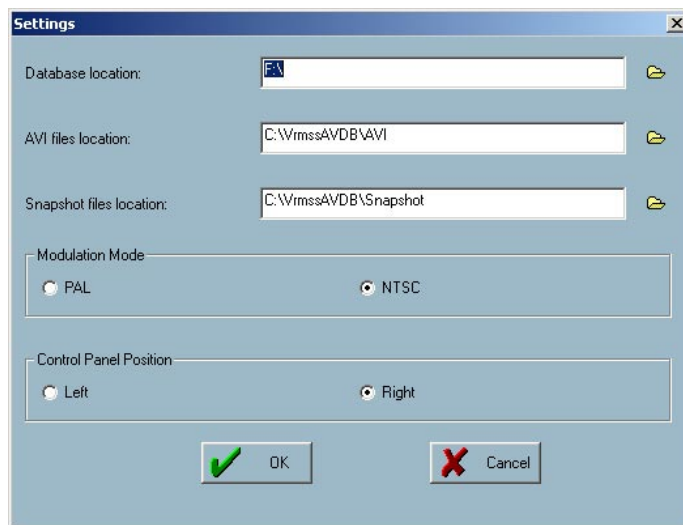 Settings
Database location: F:\
AVI files location: C:\VrmssAVDB\AVI
Snapshot files location: C:\VrmssAVDB\Snapshot
Modulation Mode
PAL NTSC
Control Panel Position
Left Right
OK Cancel